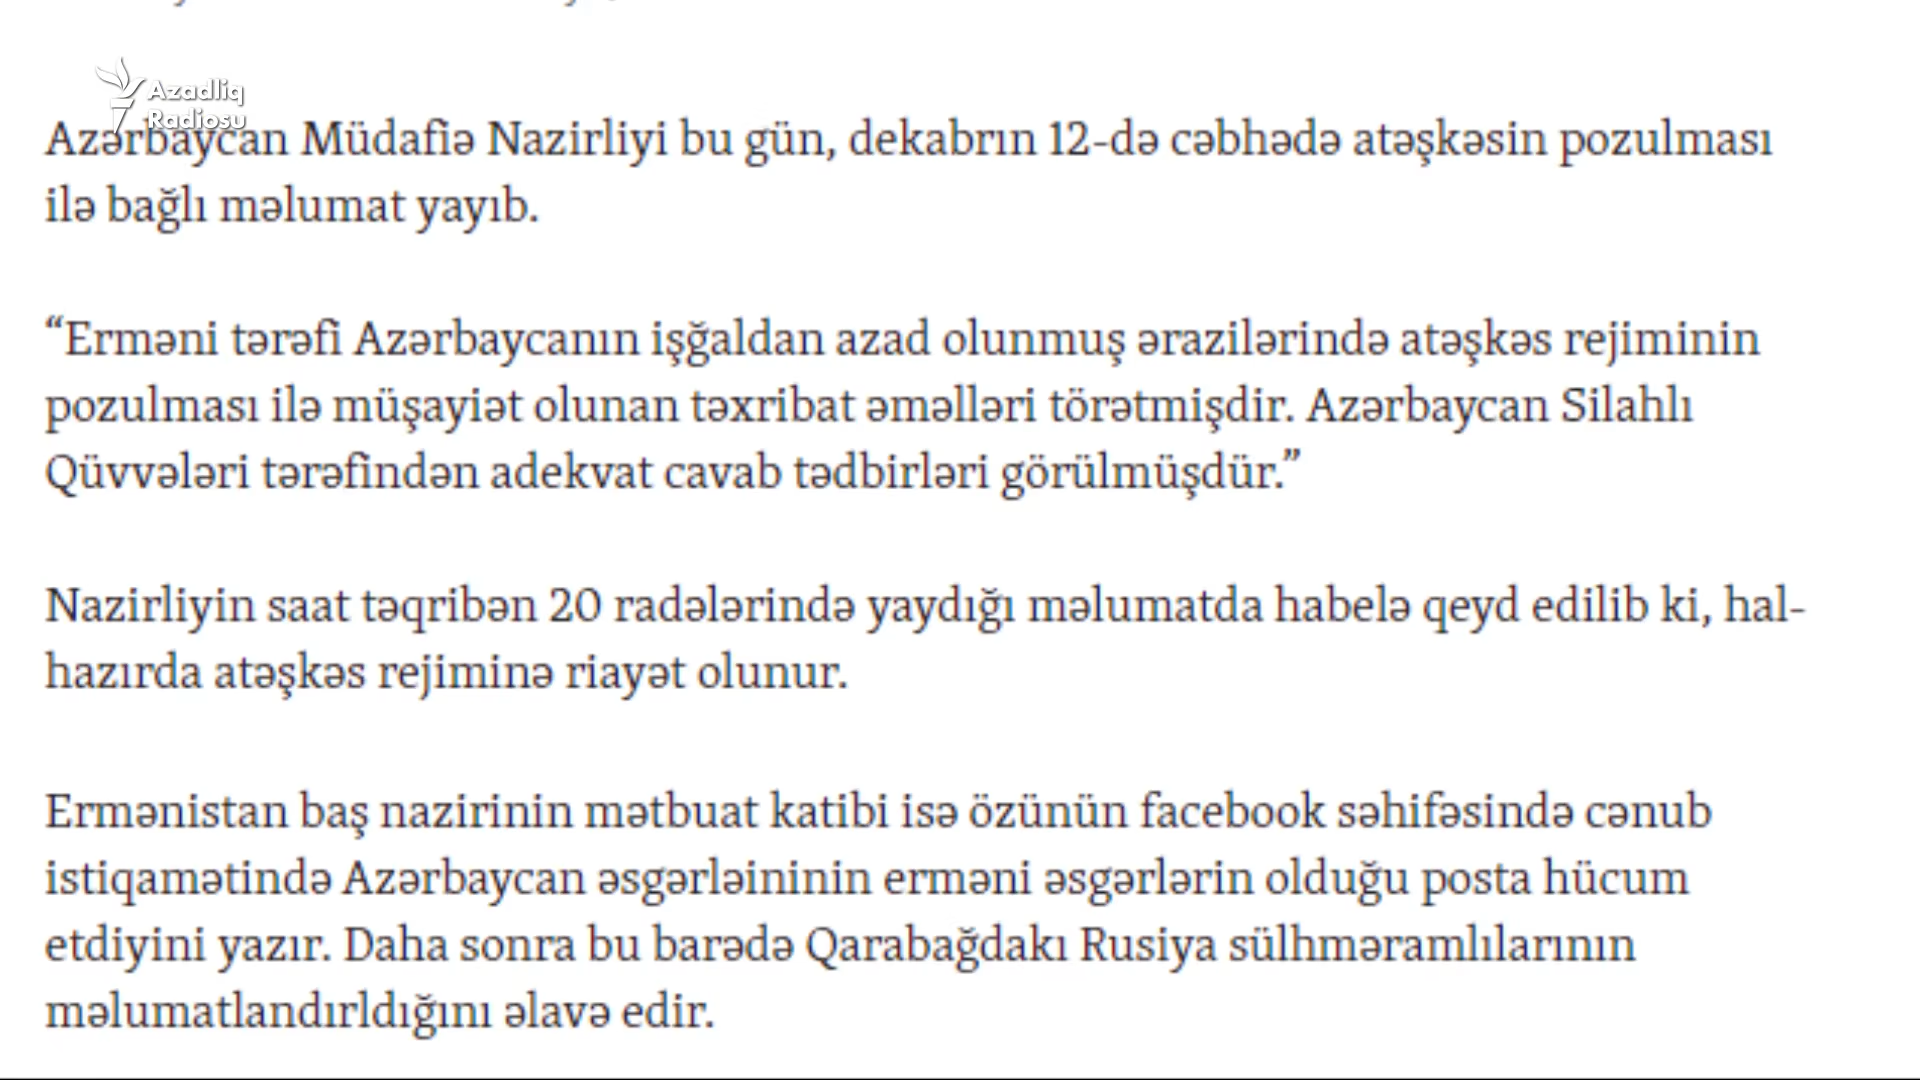 Azadlıq
Radiosu
Azərbaycan Müdafiə Nazirliyi bu gün, dekabrın 12-də cəbhədə atəşkəsin pozulması
ilə bağlı məlumat yayıb.
“Erməni tərəfi Azərbaycanın işğaldan azad olunmuş ərazilərində atəşkəs rejiminin
pozulması ilə müşayiət olunan təxribat əməlləri törətmişdir. Azərbaycan Silahlı
Qüvvələri tərəfindən adekvat cavab tədbirləri görülmüşdür.”
Nazirliyin saat təqribən 20 radələrində yaydığı məlumatda habelə qeyd edilib ki, hal-
hazırda atəşkəs rejiminə riayət olunur.
Ermənistan baş nazirinin mətbuat katibi isə özünün facebook səhifəsində cənub
istiqamətində Azərbaycan əsgərləininin erməni əsgərlərin olduğu posta hücum
etdiyini yazır. Daha sonra bu barədə Qarabağdakı Rusiya sülhməramlılarının
məlumatlandırldığını əlavə edir.